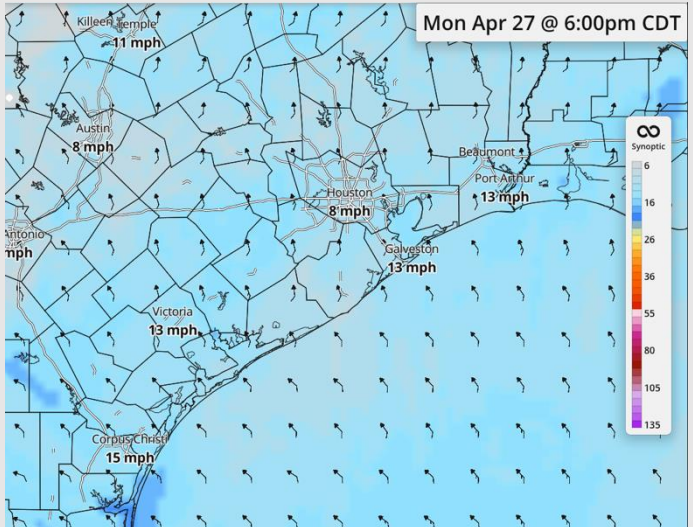 Mon Apr 27 @ 6:00pm CDT
Killeen Temple
11 mph
Austin
8 mph
Synoptic
6
16
26
36
55
80
105
135
Beaumont
Port Arthur
13 mph
Houston
8 mph
Antonio
mph
Galveston
13 mph
Victoria
13 mph
Corpus Christi
15 mph